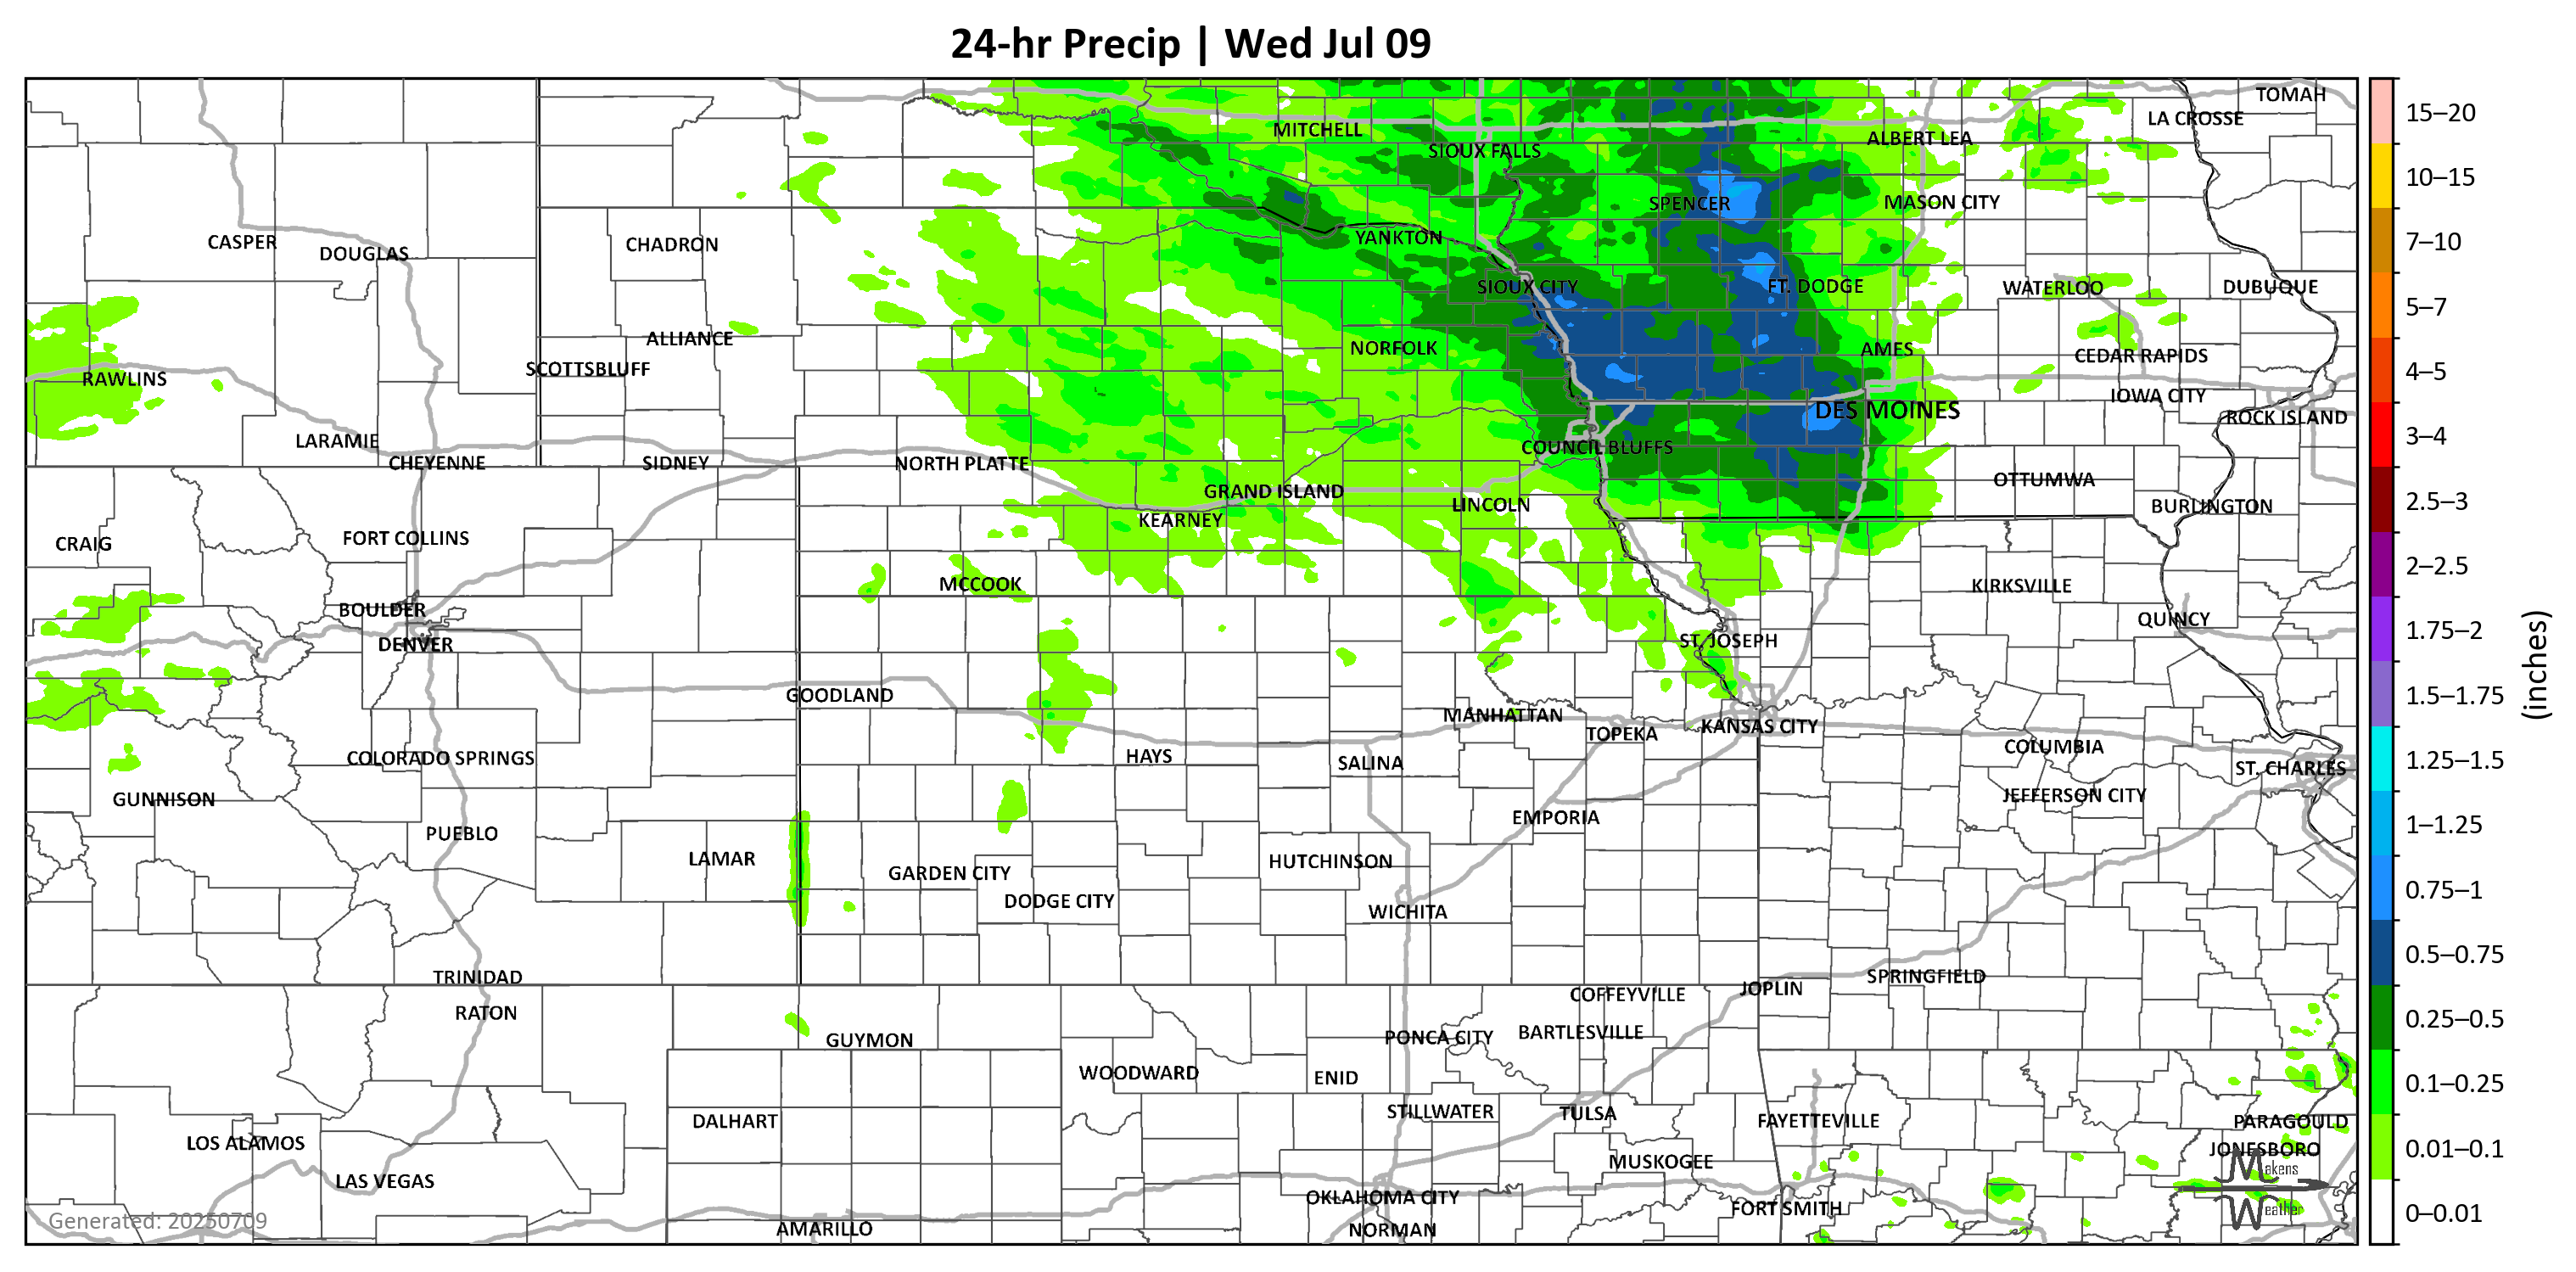 24-hr Precip | Wed Jul 09
TOMAH
LA CROSSE
MITCHELL
ALBERT LEA
SIOUX FALLS
SPENCER
MASON CITY
YANKTON
CASPER
CHADRON
DOUGLAS
SIOUX CITY
FT. DODGE
WATERLOO
DUBUQUE
ALLIANCE
NORFOLK
AMES
CEDAR RAPIDS
SCOTTSBLUFF
RAWLINS
IOWA CITY
DES MOINES
ROCK ISLAND
LARAMIE
COUNCIL BLUFFS
CHEYENNE
SIDNEY
NORTH PLATTE
OTTUMWA
GRAND ISLAND
LINCOLN
BURLINGTON
KEARNEY
FORT COLLINS
CRAIG
MCCOOK
KIRKSVILLE
BOULDER
QUINCY
DENVER
ST. JOSEPH
GOODLAND
MANHATTAN
KANSAS CITY
TOPEKA
COLUMBIA
COLORADO SPRINGS
HAYS
SALINA
ST. CHARLES
GUNNISON
JEFFERSON CITY
EMPORIA
PUEBLO
LAMAR
HUTCHINSON
GARDEN CITY
DODGE CITY
WICHITA
TRINIDAD
SPRINGFIELD
JOPLIN
COFFEYVILLE
RATON
BARTLESVILLE
PONCA CITY
GUYMON
WOODWARD
ENID
STILLWATER
TULSA
DALHART
FAYETTEVILLE
PARAGOULD
LOS ALAMOS
JONESBORO
MUSKOGEE
LAS VEGAS
OKLAHOMA CITY
FORT SMITH
AMARILLO
NORMAN
Generated: 20250709
Makens
Weather
15–20
10–15
7–10
5–7
4–5
3–4
2.5–3
2–2.5
1.75–2
1.5–1.75
1.25–1.5
1–1.25
0.75–1
0.5–0.75
0.25–0.5
0.1–0.25
0.01–0.1
0–0.01
(inches)